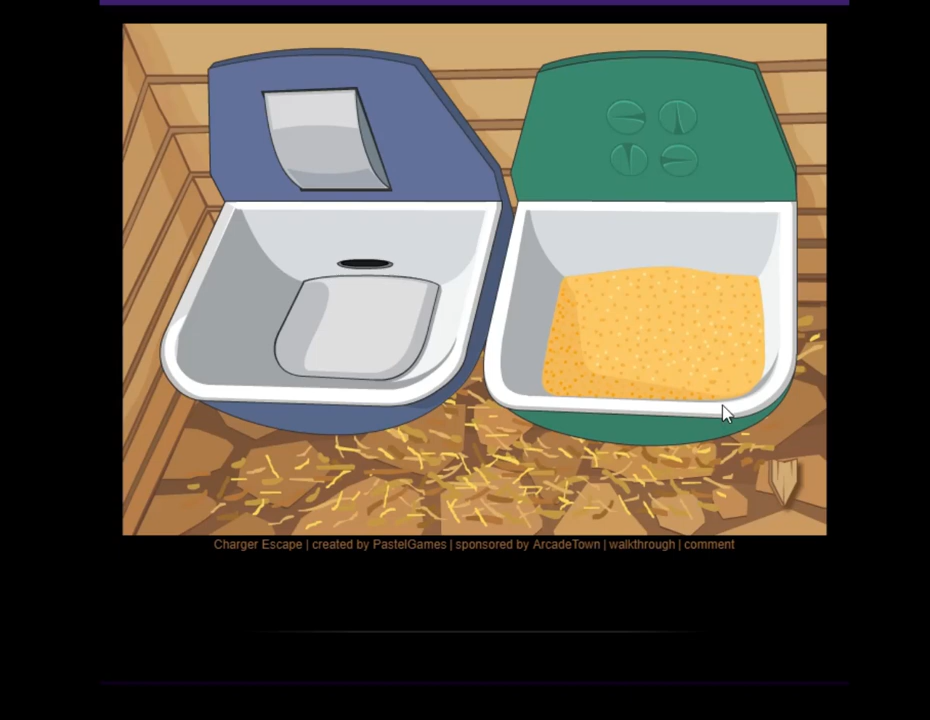 Charger Escape | created by PastelGames | sponsored by ArcadeTown | walkthrough | comment